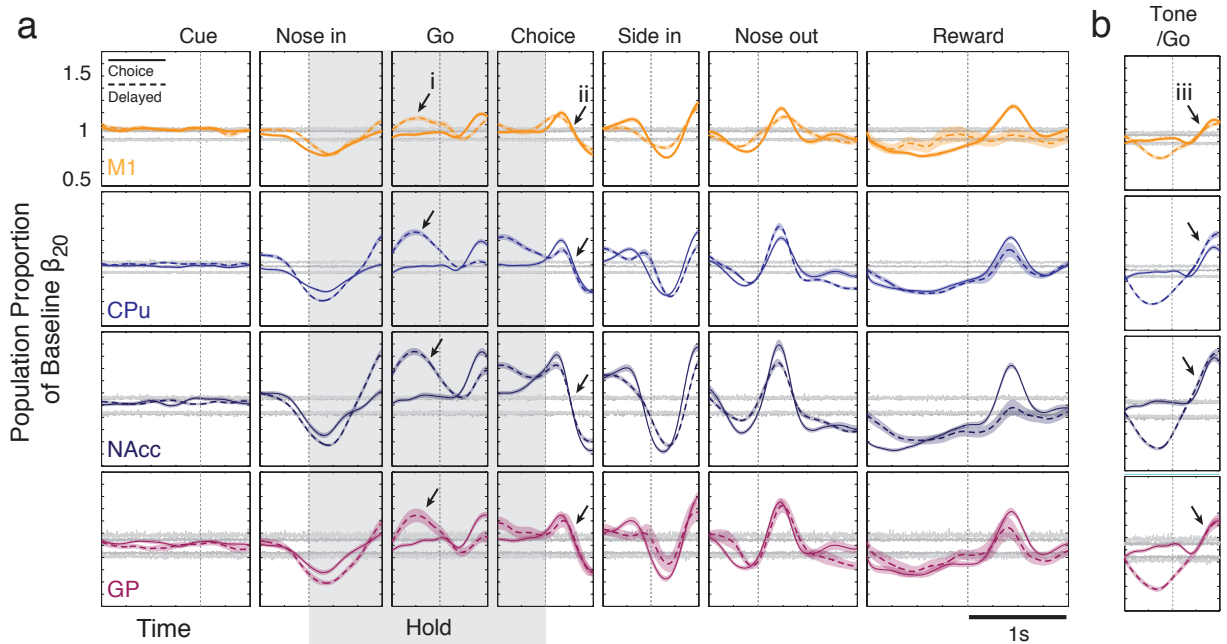 a
Cue
Nose in
Go
Choice
Side in
Nose out
Reward
b
Tone
/Go
1.5
1
0.5
Choice
Delayed
i
ii
iii
M1
CPu
NAcc
GP
Population Proportion
of Baseline β20
Time
Hold
1s